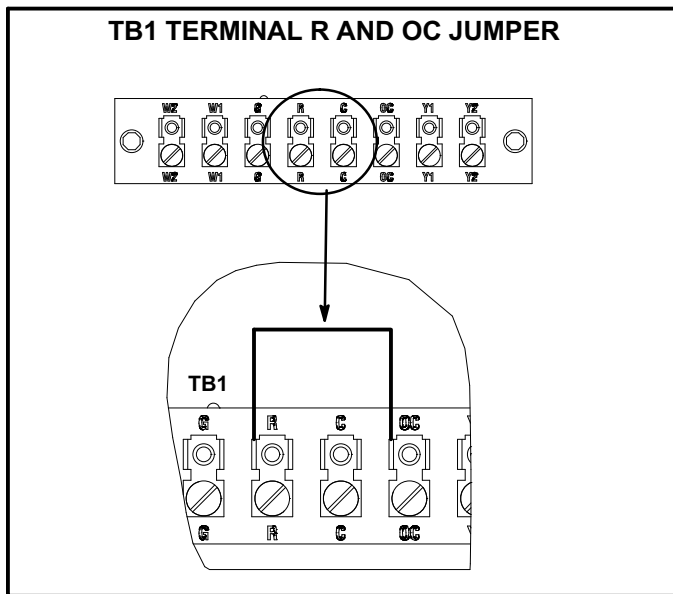 TB1 TERMINAL R AND OC JUMPER
W2 W1 G R C OC Y1 Y2
W2 W1 G R C OC Y1 Y2
TB1
G R C OC
G R C OC